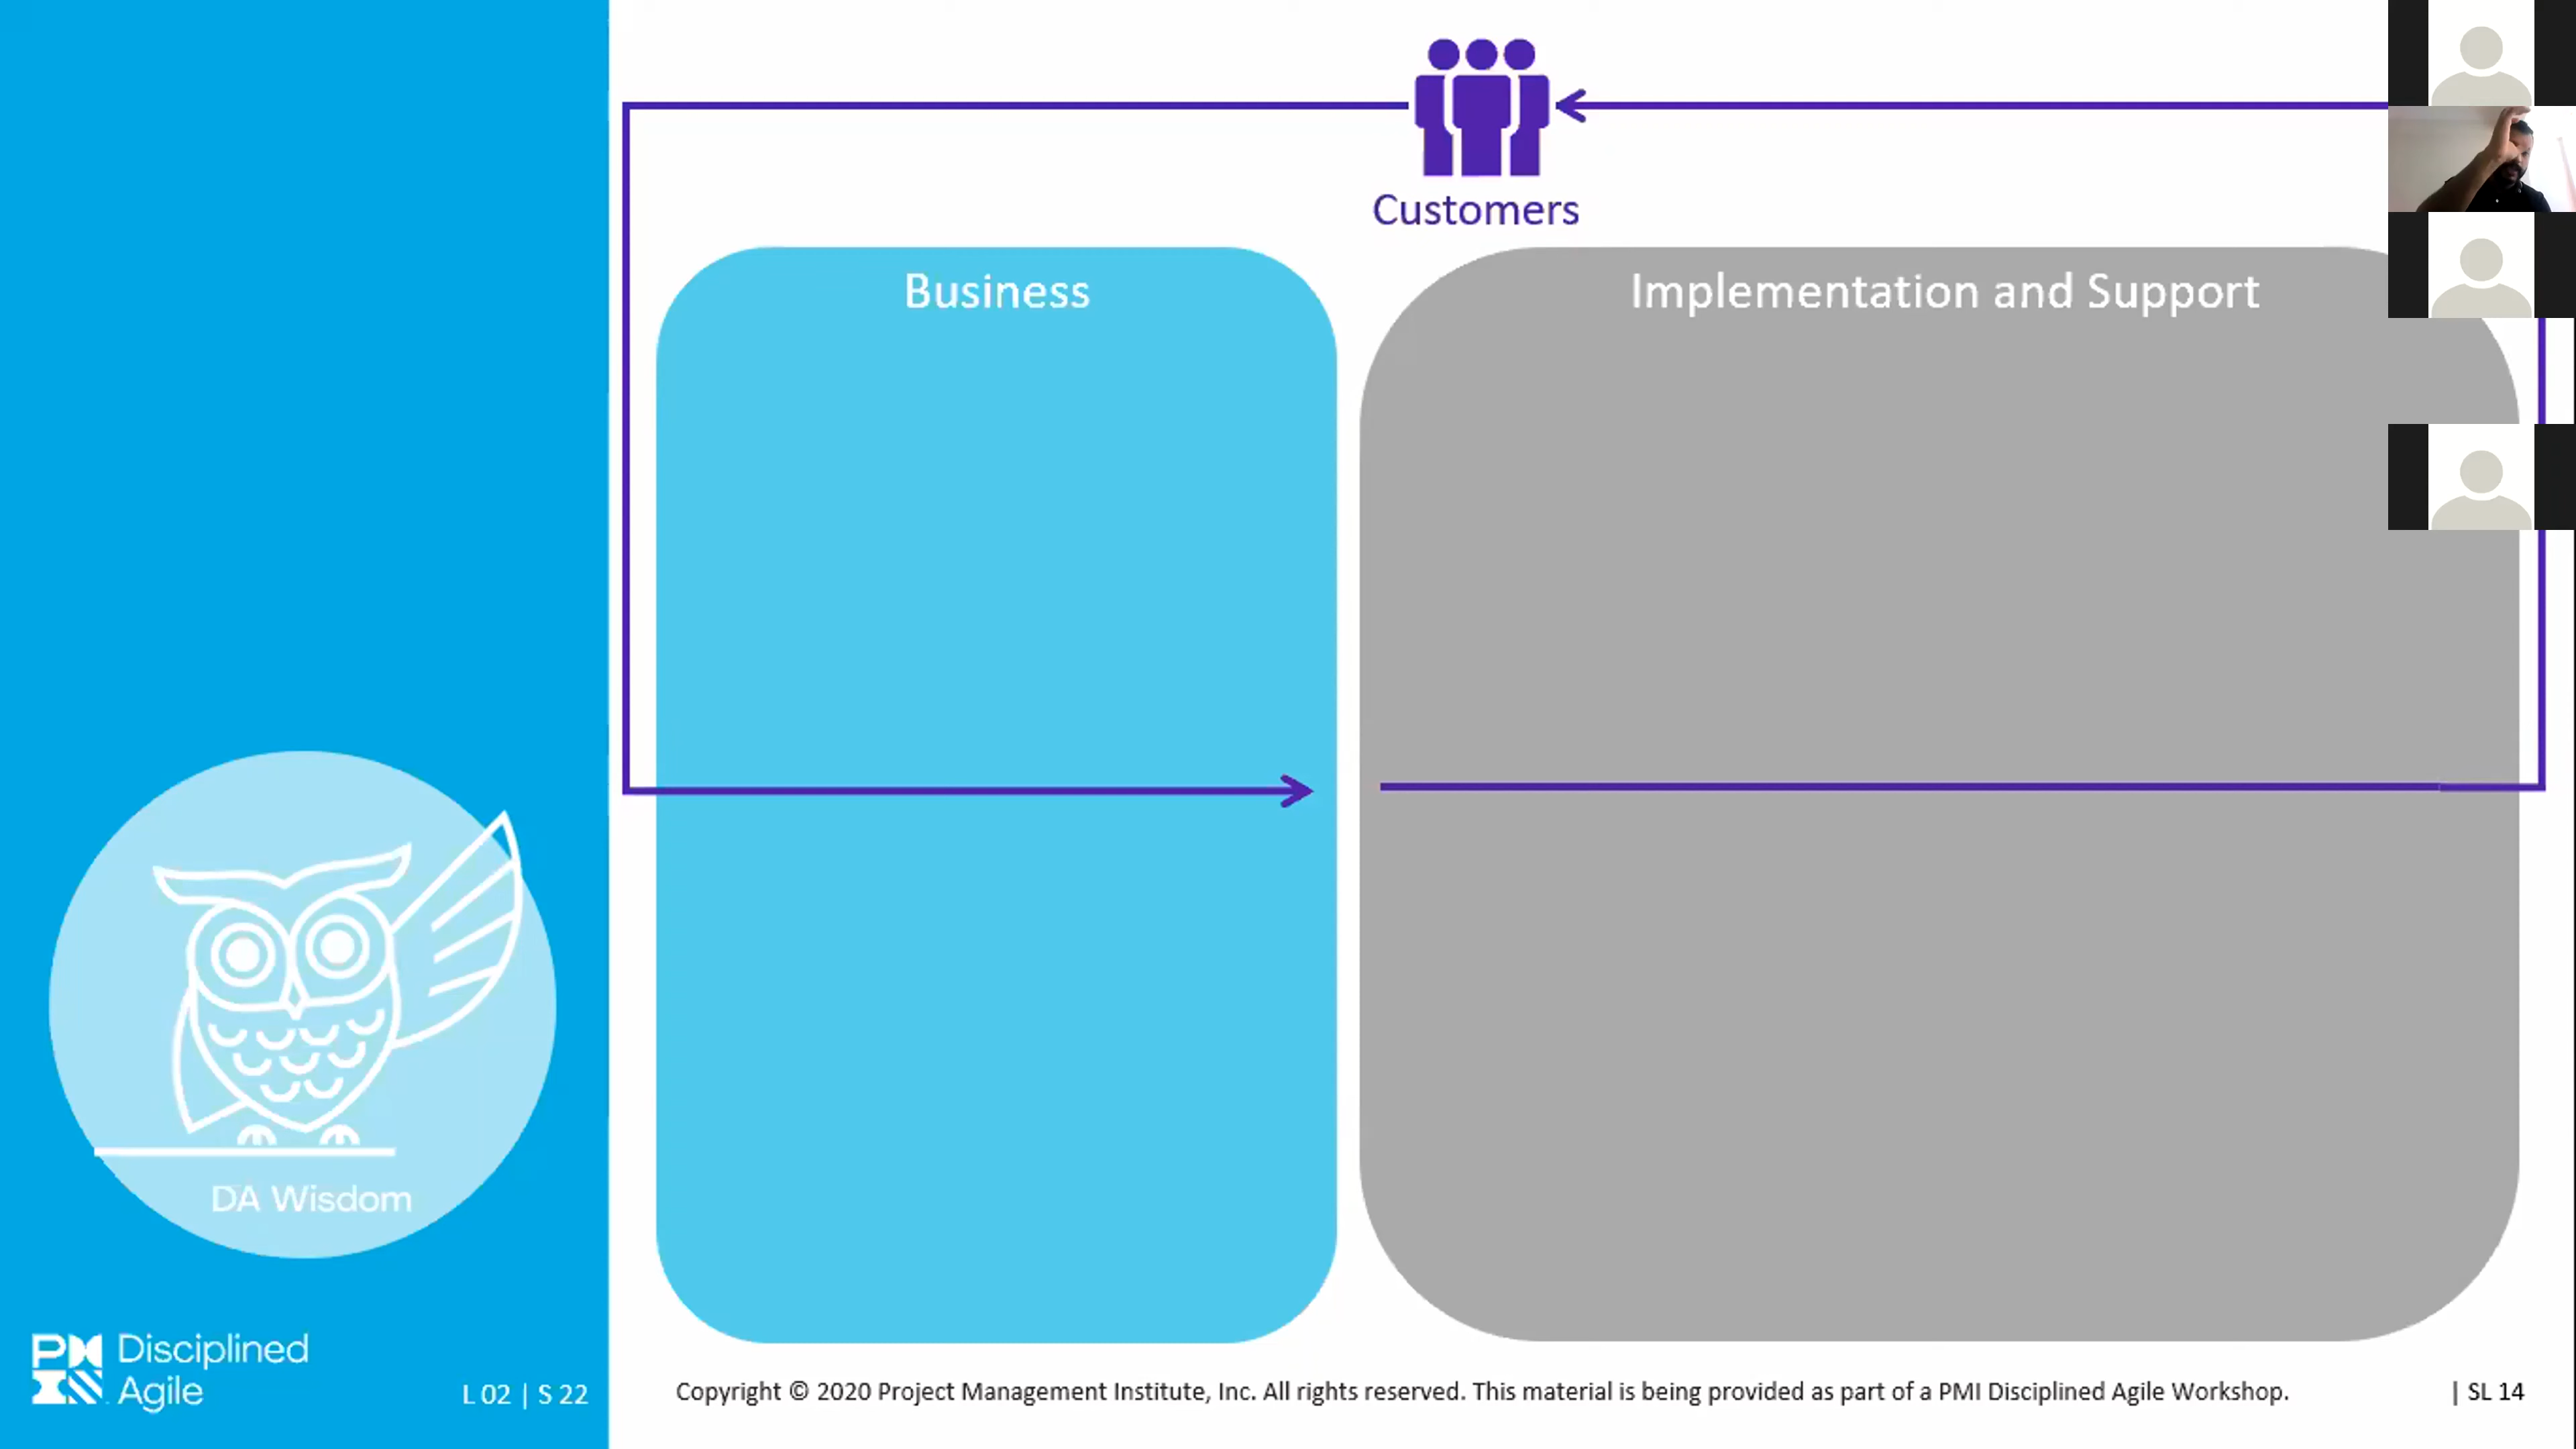 Customers
Business
Implementation and Support
DA Wisdom
PM
Disciplined
Agile
L 02 | S 22
Copyright © 2020 Project Management Institute, Inc. All rights reserved. This material is being provided as part of a PMI Disciplined Agile Workshop.
| SL 14